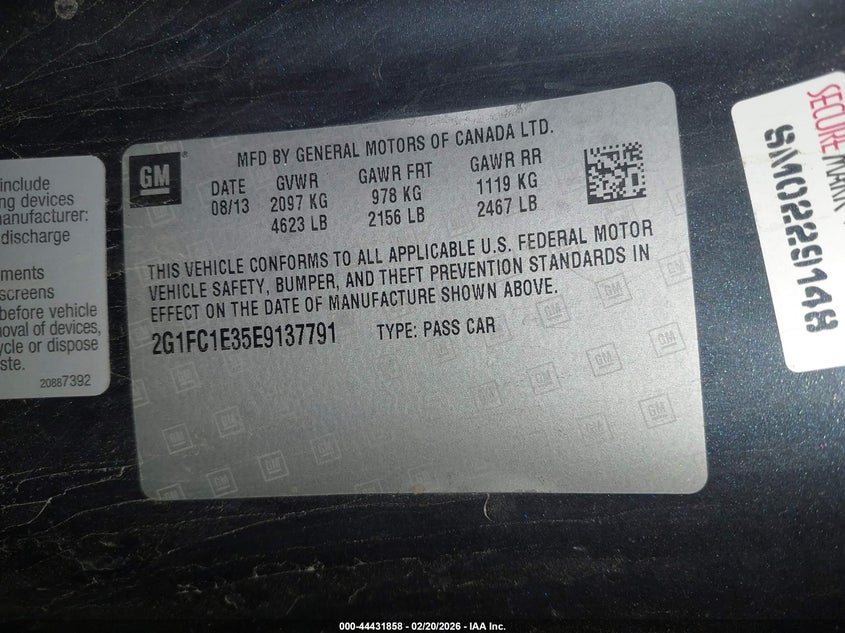 include
ng devices
nanufacturer:
discharge
ments
screens
before vehicle
noval of devices,
ycle or dispose
ste.
20887392
GM
MFD BY GENERAL MOTORS OF CANADA LTD.
DATE GVWR GAWR FRT GAWR RR
08/13 2097 KG 978 KG 1119 KG
4623 LB 2156 LB 2467 LB
THIS VEHICLE CONFORMS TO ALL APPLICABLE U.S. FEDERAL MOTOR
VEHICLE SAFETY, BUMPER, AND THEFT PREVENTION STANDARDS IN
EFFECT ON THE DATE OF MANUFACTURE SHOWN ABOVE.
2G1FC1E35E9137791 TYPE: PASS CAR
SECUREMARK
SM0229148
000-44431858 - 02/20/2026 - IAA Inc.